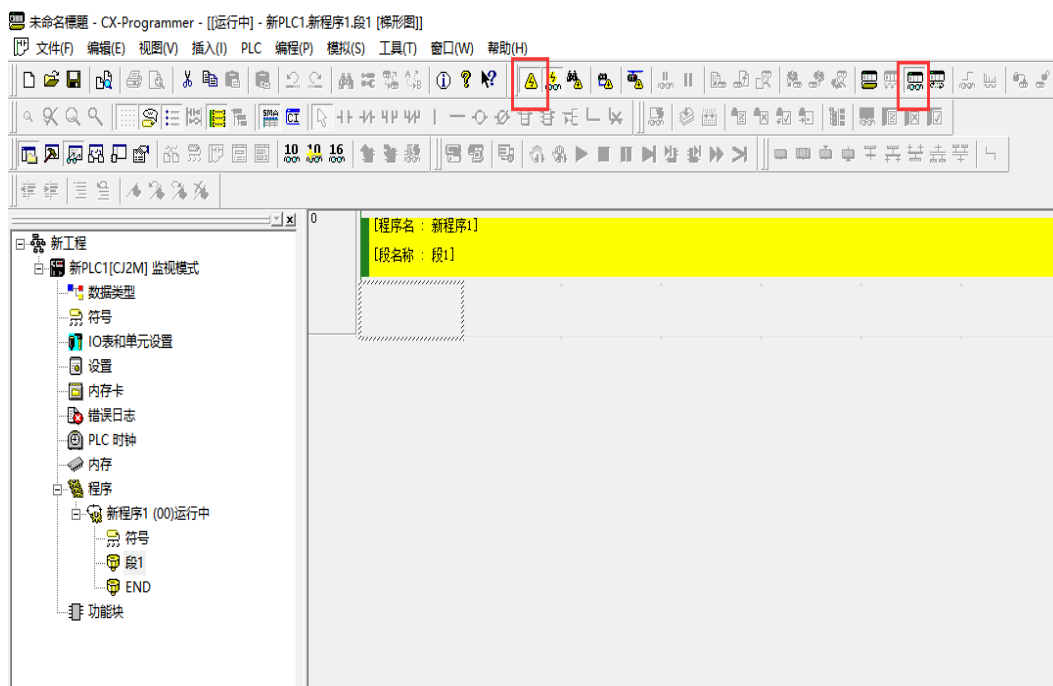 未命名標題 - CX-Programmer - [[运行中] - 新PLC1.新程序1.段1 [梯形图]]
文件(F) 编辑(E) 视图(V) 插入(I) PLC 编程(P) 模拟(S) 工具(T) 窗口(W) 帮助(H)
SMA CI
10 10 16
0
[程序名 : 新程序1]
[段名称 : 段1]
新工程
新PLC1[CJ2M] 监视模式
数据类型
符号
IO表和单元设置
设置
内存卡
错误日志
PLC 时钟
内存
程序
新程序1 (00)运行中
符号
段1
END
功能块